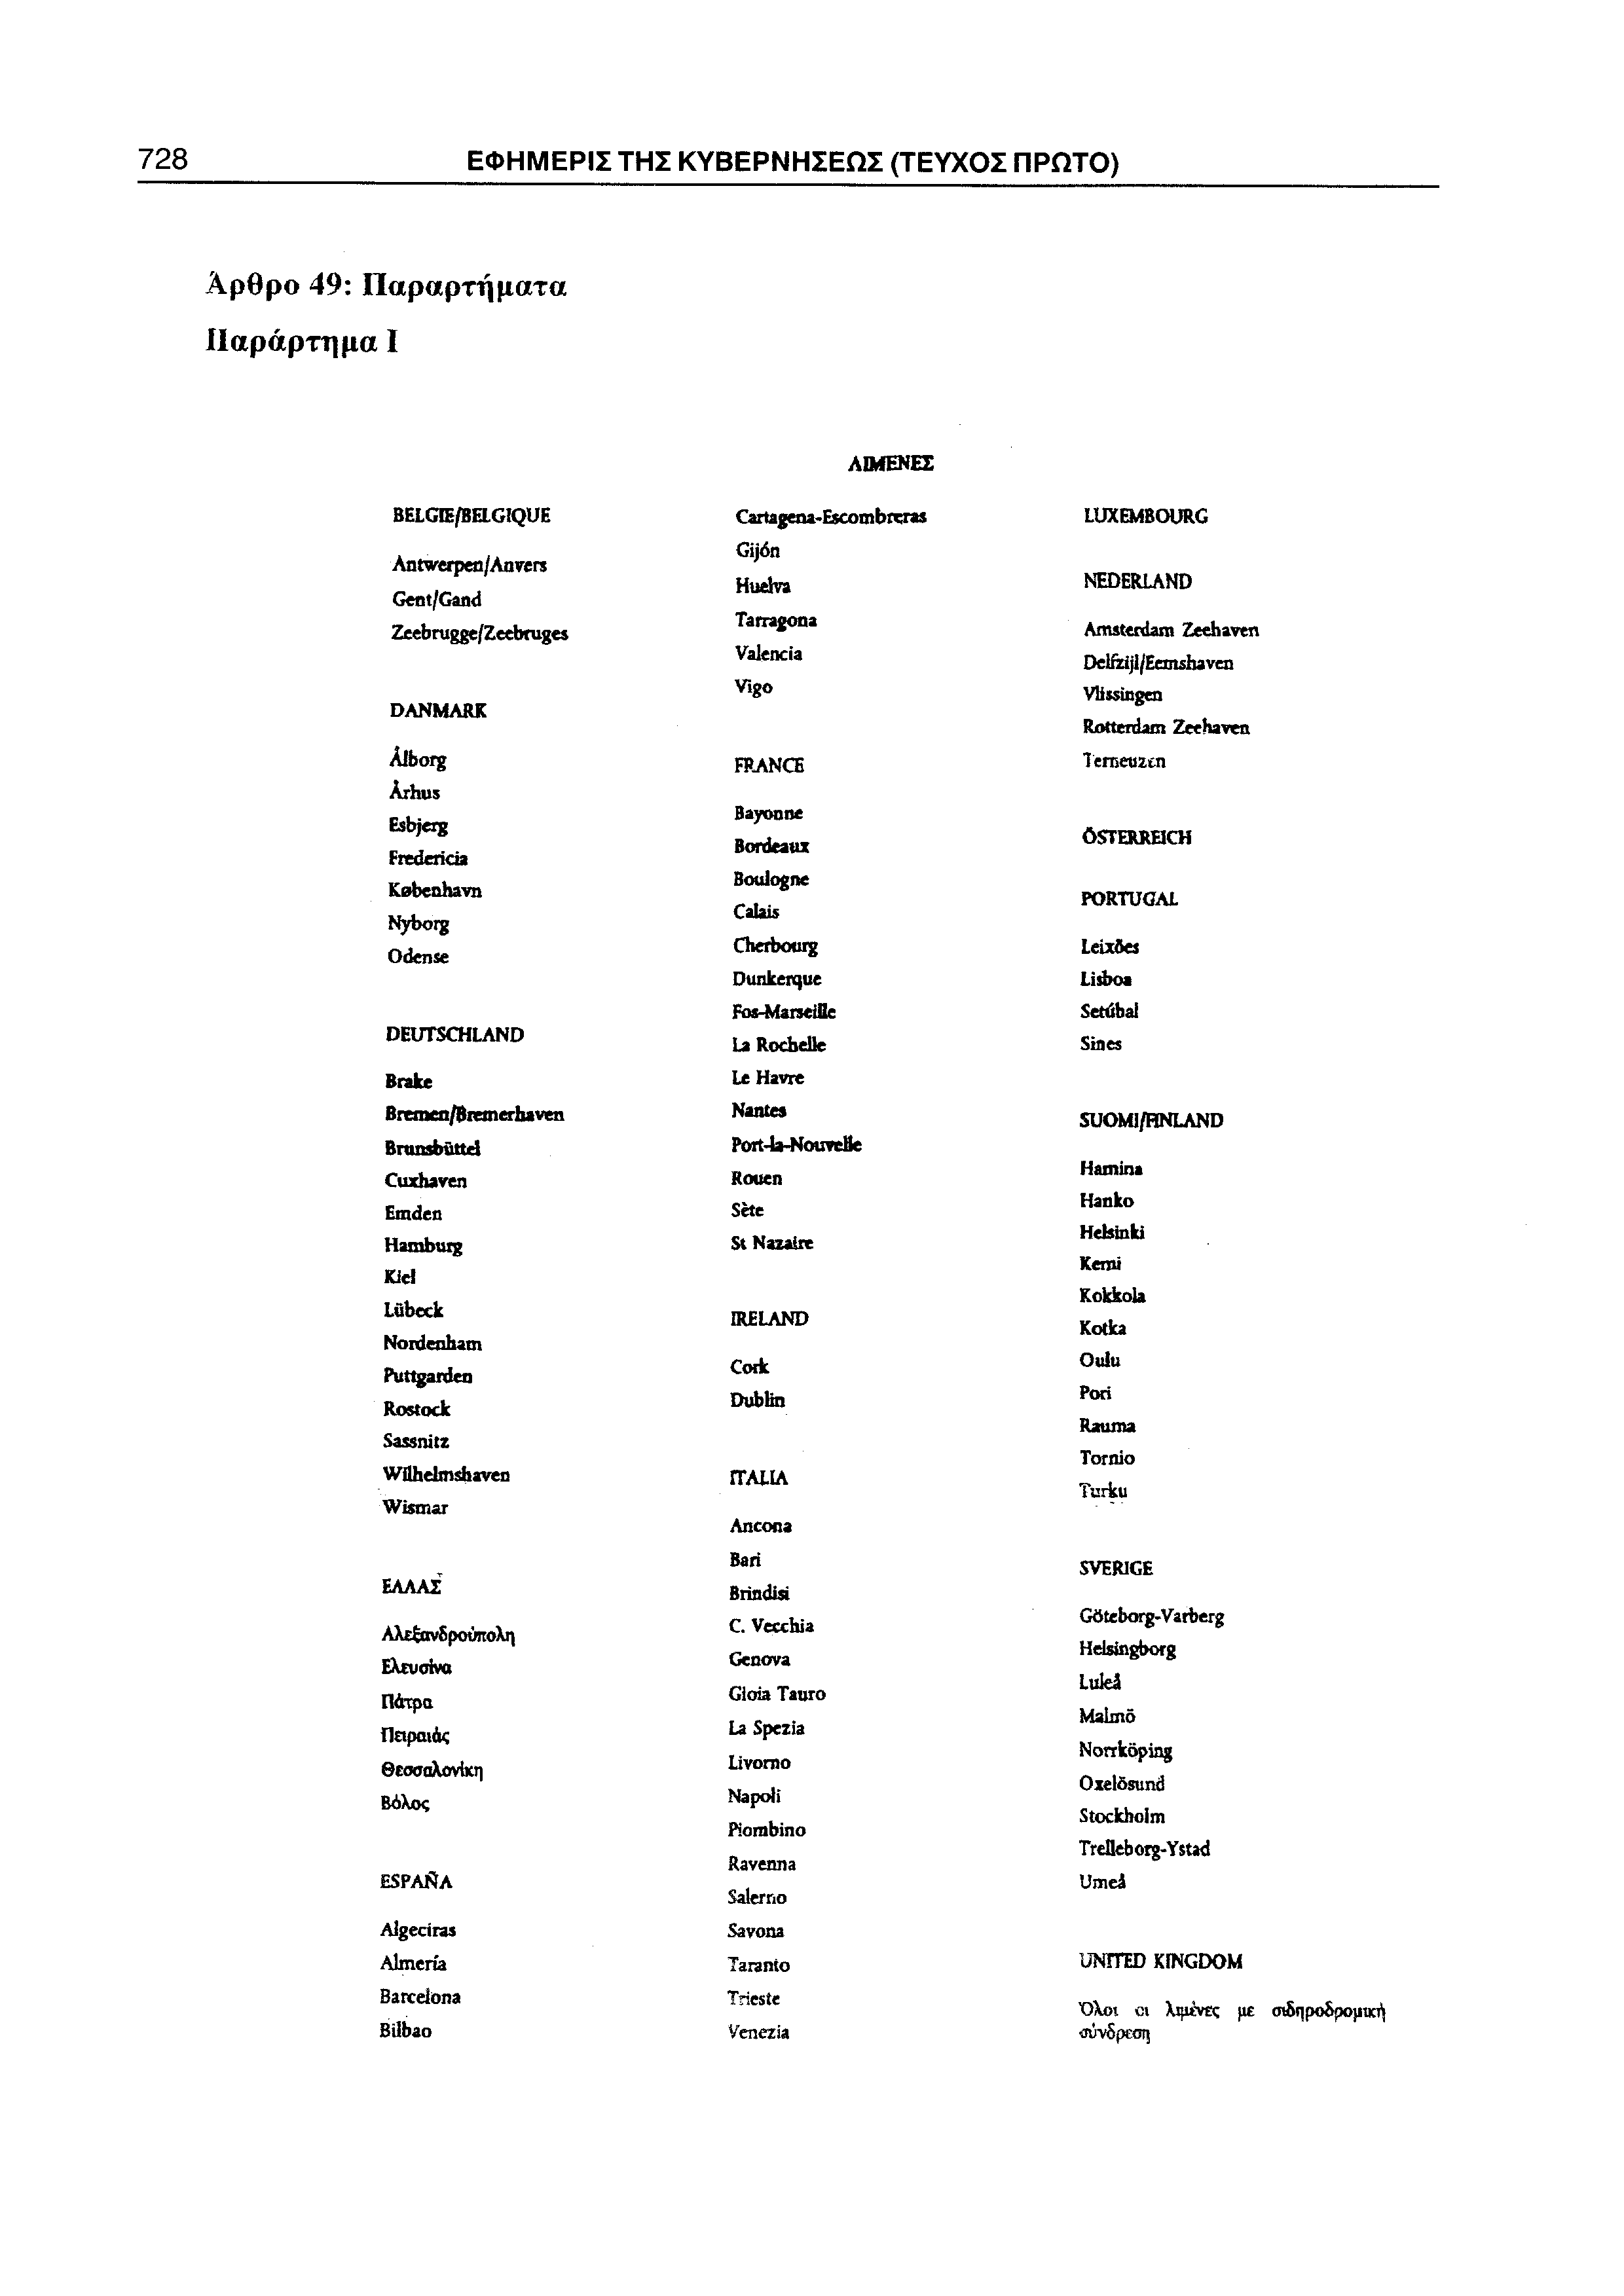 728
ΕΦΗΜΕΡΙΣ ΤΗΣ ΚΥΒΕΡΝΗΣΕΩΣ (ΤΕΥΧΟΣ ΠΡΩΤΟ)
Άρθρο 49: Παραρτήματα
Παράρτημα I
ΛΙΜΕΝΕΣ
BELGIE/BELGIQUE
Antwerpen/Anvers
Gent/Gand
Zeebrugge/Zeebruges
DANMARK
Ålborg
Århus
Esbjerg
Fredericia
København
Nyborg
Odense
DEUTSCHLAND
Brake
Bremen/Bremerhaven
Brunsbüttel
Cuxhaven
Emden
Hamburg
Kiel
Lübeck
Nordenham
Puttgarden
Rostock
Sassnitz
Wilhelmshaven
Wismar
ΕΛΛΑΣ
Αλεξανδρούπολη
Ελευσίνα
Πάτρα
Πειραιάς
Θεσσαλονίκη
Βόλος
ESPAÑA
Algeciras
Almería
Barcelona
Bilbao
Cartagena-Escombreras
Gijón
Huelva
Tarragona
Valencia
Vigo
FRANCE
Bayonne
Bordeaux
Boulogne
Calais
Cherbourg
Dunkerque
Fos-Marseille
La Rochelle
Le Havre
Nantes
Port-la-Nouvelle
Rouen
Sète
St Nazaire
IRELAND
Cork
Dublin
ITALIA
Ancona
Bari
Brindisi
C. Vecchia
Genova
Gioia Tauro
La Spezia
Livorno
Napoli
Piombino
Ravenna
Salerno
Savona
Taranto
Trieste
Venezia
LUXEMBOURG
NEDERLAND
Amsterdam Zeehaven
Delfzijl/Eemshaven
Vlissingen
Rotterdam Zeehaven
Terneuzen
ÖSTERREICH
PORTUGAL
Leixões
Lisboa
Setúbal
Sines
SUOMI/FINLAND
Hamina
Hanko
Helsinki
Kemi
Kokkola
Kotka
Oulu
Pori
Rauma
Tornio
Turku
SVERIGE
Göteborg-Varberg
Helsingborg
Luleå
Malmö
Norrköping
Oxelösund
Stockholm
Trelleborg-Ystad
Umeå
UNITED KINGDOM
Όλοι οι λιμένες με σιδηροδρομική
σύνδρεση